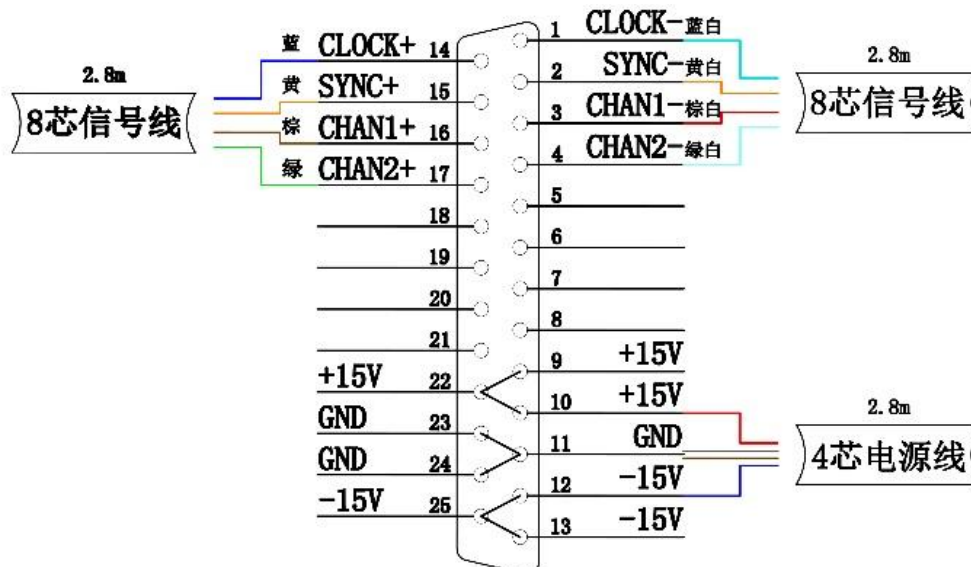 1 CLOCK-蓝白
蓝 CLOCK+ 14
2.8m
2 SYNC-黄白
2.8m
黄 SYNC+ 15
8芯信号线
3 CHAN1-棕白
8芯信号线
棕 CHAN1+ 16
4 CHAN2-绿白
绿 CHAN2+ 17
5
18
6
19
7
20
8
21
9 +15V
+15V 22
10 +15V
2.8m
GND 23
11 GND
4芯电源线
GND 24
12 -15V
-15V 25
13 -15V